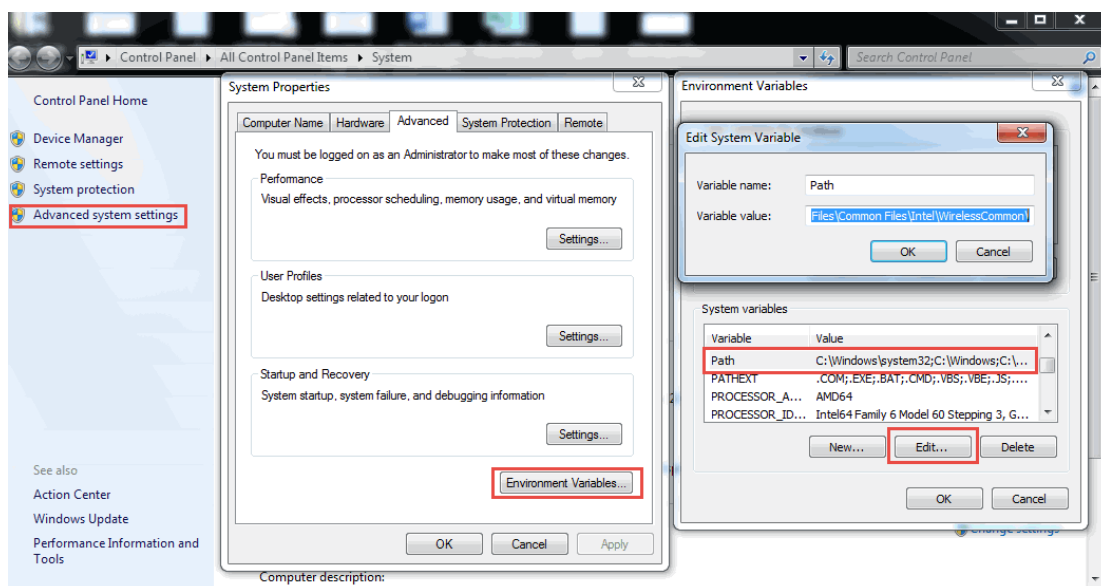 Control Panel
All Control Panel Items
System
Search Control Panel
Control Panel Home
Device Manager
Remote settings
System protection
Advanced system settings
See also
Action Center
Windows Update
Performance Information and
Tools
System Properties
Computer Name
Hardware
Advanced
System Protection
Remote
You must be logged on as an Administrator to make most of these changes.
Performance
Visual effects, processor scheduling, memory usage, and virtual memory
Settings...
User Profiles
Desktop settings related to your logon
Settings...
Startup and Recovery
System startup, system failure, and debugging information
Settings...
Environment Variables...
OK
Cancel
Apply
Computer description:
Environment Variables
Edit System Variable
Variable name:
Path
Variable value:
Files\Common Files\Intel\WirelessCommon\
OK
Cancel
System variables
Variable
Value
Path
C:\Windows\system32;C:\Windows;C:\...
PATHEXT
.COM;.EXE;.BAT;.CMD;.VBS;.VBE;.JS;....
PROCESSOR_A...
AMD64
PROCESSOR_ID...
Intel64 Family 6 Model 60 Stepping 3, G...
New...
Edit...
Delete
OK
Cancel
Change settings